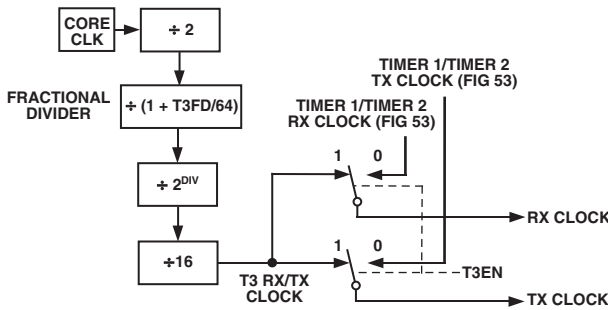 CORE
CLK
÷ 2
FRACTIONAL
DIVIDER
÷ (1 + T3FD/64)
÷ 2DIV
÷16
T3 RX/TX
CLOCK
TIMER 1/TIMER 2
TX CLOCK (FIG 53)
TIMER 1/TIMER 2
RX CLOCK (FIG 53)
1 0
RX CLOCK
1 0
T3EN
TX CLOCK